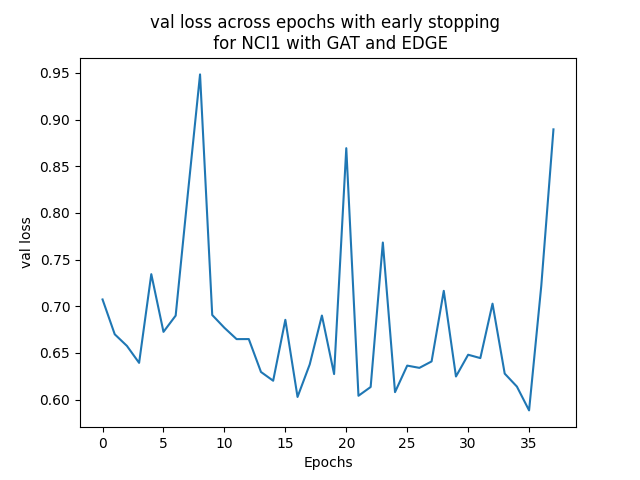 val loss across epochs with early stopping
for NCI1 with GAT and EDGE
0.95
0.90
0.85
0.80
0.75
0.70
0.65
0.60
val loss
0 5 10 15 20 25 30 35
Epochs